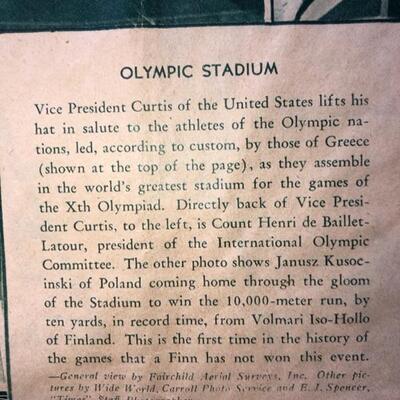 OLYMPIC STADIUM
Vice President Curtis of the United States lifts his
hat in salute to the athletes of the Olympic na-
tions, led, according to custom, by those of Greece
(shown at the top of the page), as they assemble
in the world's greatest stadium for the games of
the Xth Olympiad. Directly back of Vice Presi-
dent Curtis, to the left, is Count Henri de Baillet-
Latour, president of the International Olympic
Committee. The other photo shows Janusz Kusoc-
inski of Poland coming home through the gloom
of the Stadium to win the 10,000-meter run, by
ten yards, in record time, from Volmari Iso-Hollo
of Finland. This is the first time in the history of
the games that a Finn has not won this event.
—General view by Fairchild Aerial Surveys, Inc. Other pic-
tures by Wide World, Carroll Photo Service and E. J. Spencer,
"Times" Staff